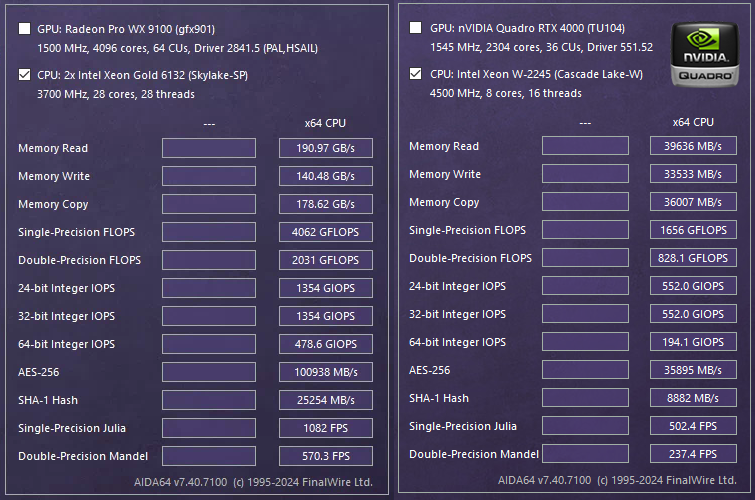 GPU: Radeon Pro WX 9100 (gfx901)
1500 MHz, 4096 cores, 64 CUs, Driver 2841.5 (PAL,HSAIL)
CPU: 2x Intel Xeon Gold 6132 (Skylake-SP)
3700 MHz, 28 cores, 28 threads
--- x64 CPU
Memory Read 190.97 GB/s
Memory Write 140.48 GB/s
Memory Copy 178.62 GB/s
Single-Precision FLOPS 4062 GFLOPS
Double-Precision FLOPS 2031 GFLOPS
24-bit Integer IOPS 1354 GIOPS
32-bit Integer IOPS 1354 GIOPS
64-bit Integer IOPS 478.6 GIOPS
AES-256 100938 MB/s
SHA-1 Hash 25254 MB/s
Single-Precision Julia 1082 FPS
Double-Precision Mandel 570.3 FPS
AIDA64 v7.40.7100 (c) 1995-2024 FinalWire Ltd.
GPU: nVIDIA Quadro RTX 4000 (TU104)
1545 MHz, 2304 cores, 36 CUs, Driver 551.52
CPU: Intel Xeon W-2245 (Cascade Lake-W)
4500 MHz, 8 cores, 16 threads
NVIDIA.
QUADRO
--- x64 CPU
Memory Read 39636 MB/s
Memory Write 33533 MB/s
Memory Copy 36007 MB/s
Single-Precision FLOPS 1656 GFLOPS
Double-Precision FLOPS 828.1 GFLOPS
24-bit Integer IOPS 552.0 GIOPS
32-bit Integer IOPS 552.0 GIOPS
64-bit Integer IOPS 194.1 GIOPS
AES-256 35895 MB/s
SHA-1 Hash 8882 MB/s
Single-Precision Julia 502.4 FPS
Double-Precision Mandel 237.4 FPS
AIDA64 v7.40.7100 (c) 1995-2024 FinalWire Ltd.